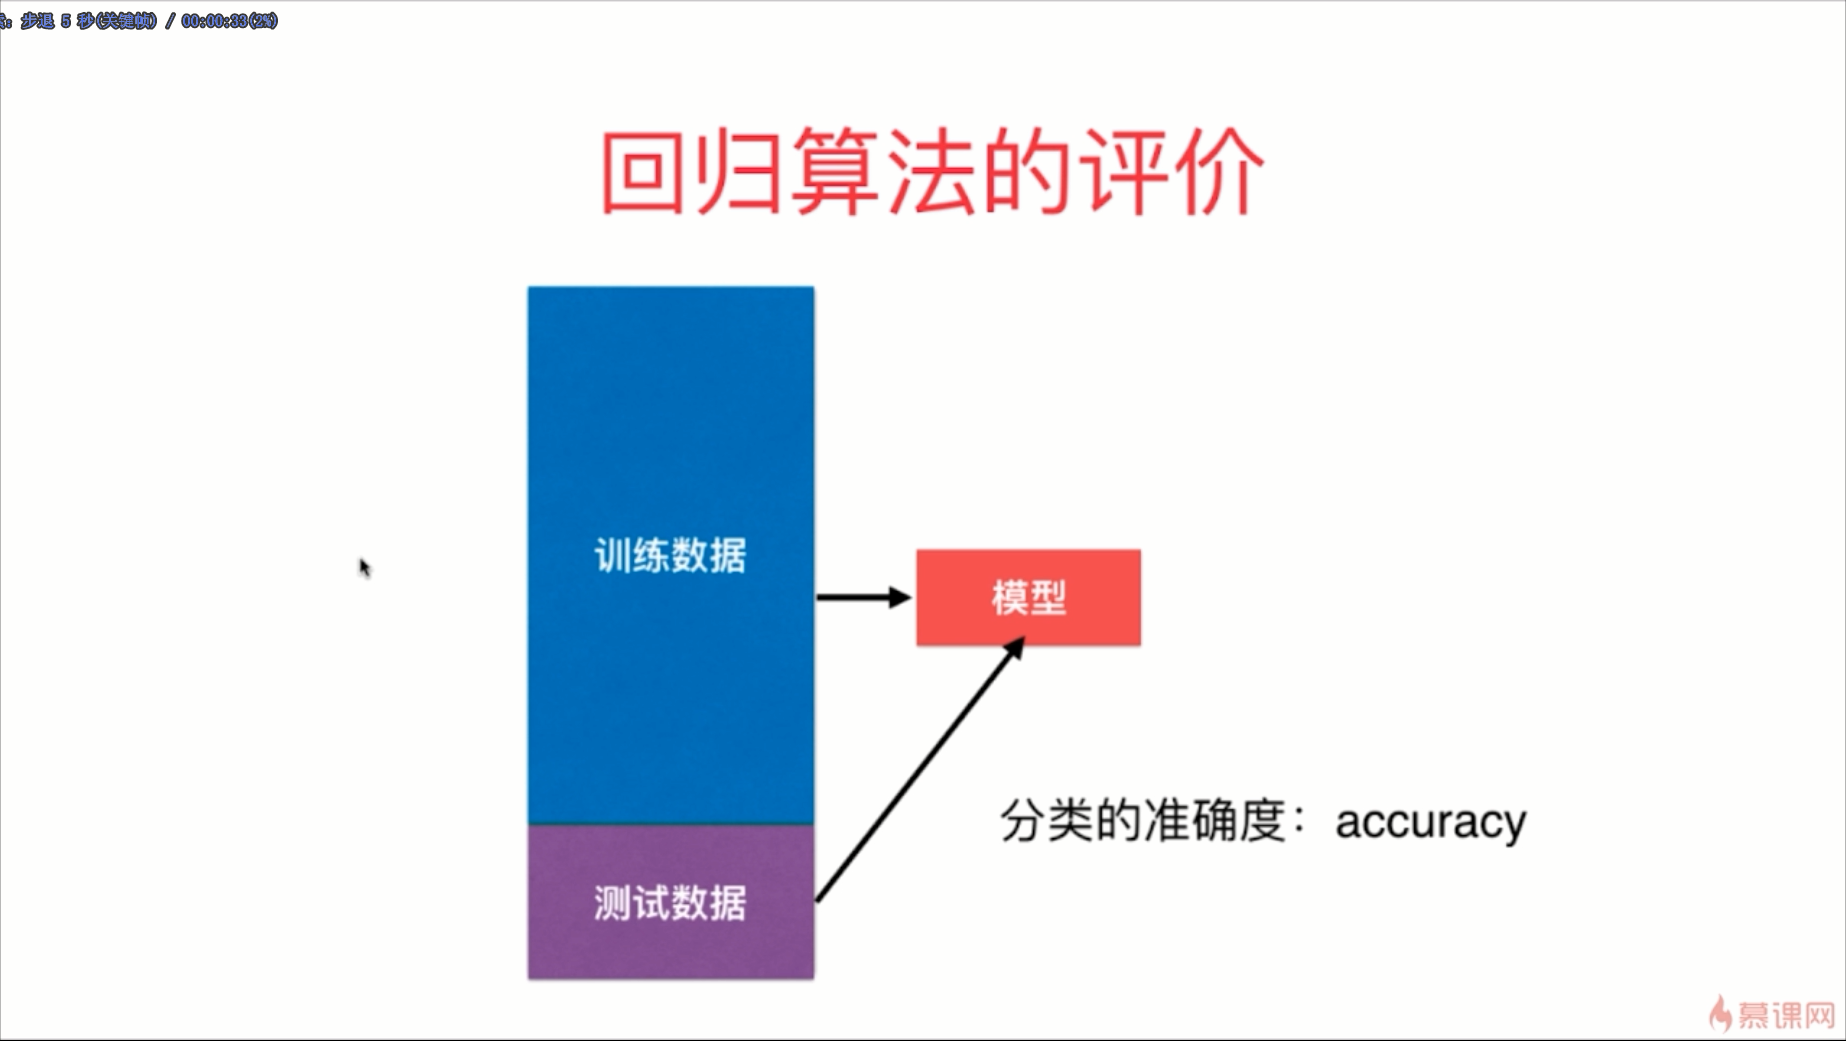 : 步退 5 秒(关键帧) / 00:00:33(2%)
回归算法的评价
训练数据
模型
分类的准确度：accuracy
测试数据
慕课网